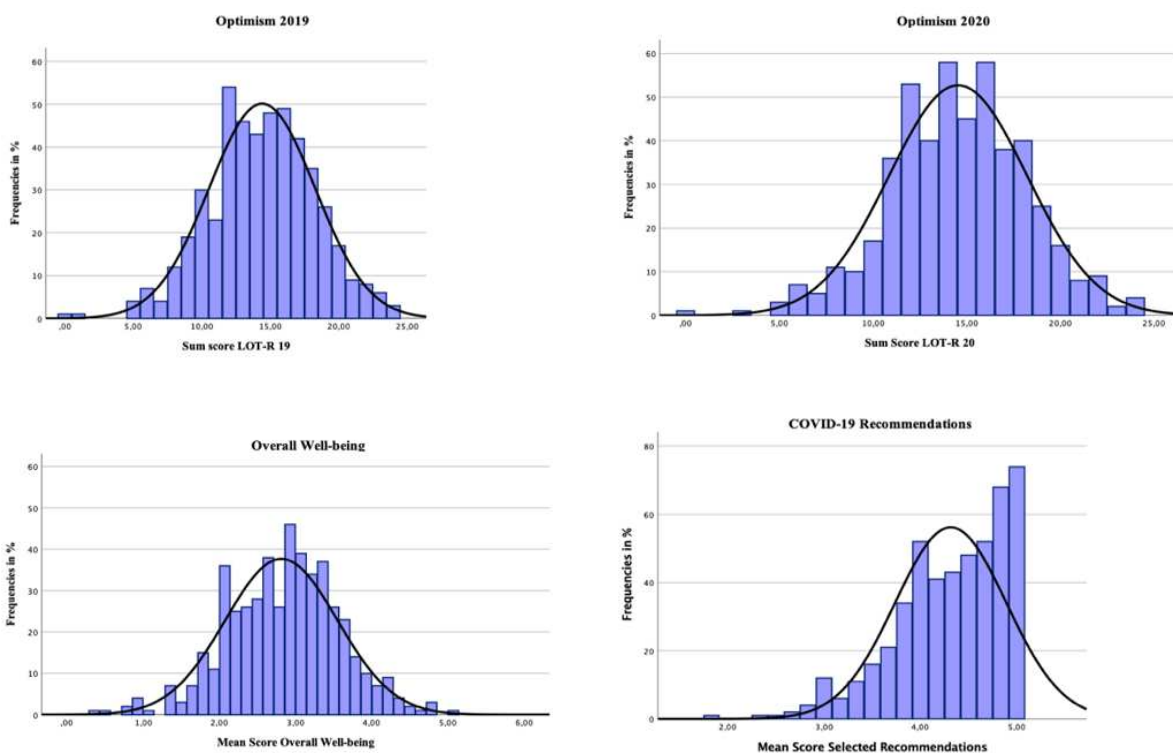 Optimism 2019
60
50
40
30
20
10
0
Frequencies in %
,00 5,00 10,00 15,00 20,00 25,00
Sum score LOT-R 19
Optimism 2020
60
50
40
30
20
10
0
Frequencies in %
,00 5,00 10,00 15,00 20,00 25,00
Sum Score LOT-R 20
Overall Well-being
60
50
40
30
20
10
0
Frequencies in %
,00 1,00 2,00 3,00 4,00 5,00 6,00
Mean Score Overall Well-being
COVID-19 Recommendations
80
60
40
20
0
Frequencies in %
2,00 3,00 4,00 5,00
Mean Score Selected Recommendations